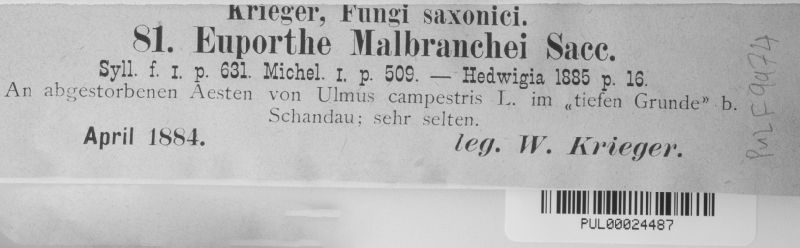 Krieger, Fungi saxonici.
81. Euporthe Malbranchei Sacc.
Syll. f. I. p. 631. Michel. I. p. 509. — Hedwigia 1885 p. 16.
An abgestorbenen Aesten von Ulmus campestris L. im „tiefen Grunde" b.
Schandau; sehr selten.
April 1884.
leg. W. Krieger.
PUL F9974
PUL00024487